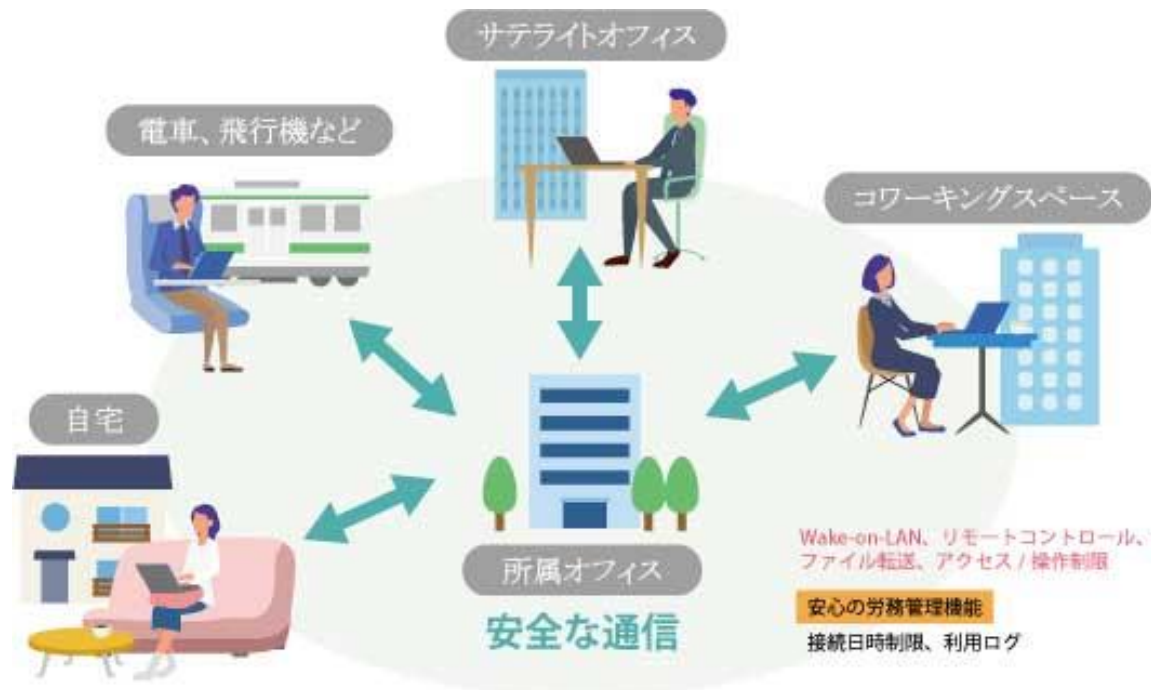 サテライトオフィス
電車、飛行機など
コワーキングスペース
自宅
所属オフィス
安全な通信
Wake-on-LAN、リモートコントロール、
ファイル転送、アクセス / 操作制限
安心の労務管理機能
接続日時制限、利用ログ